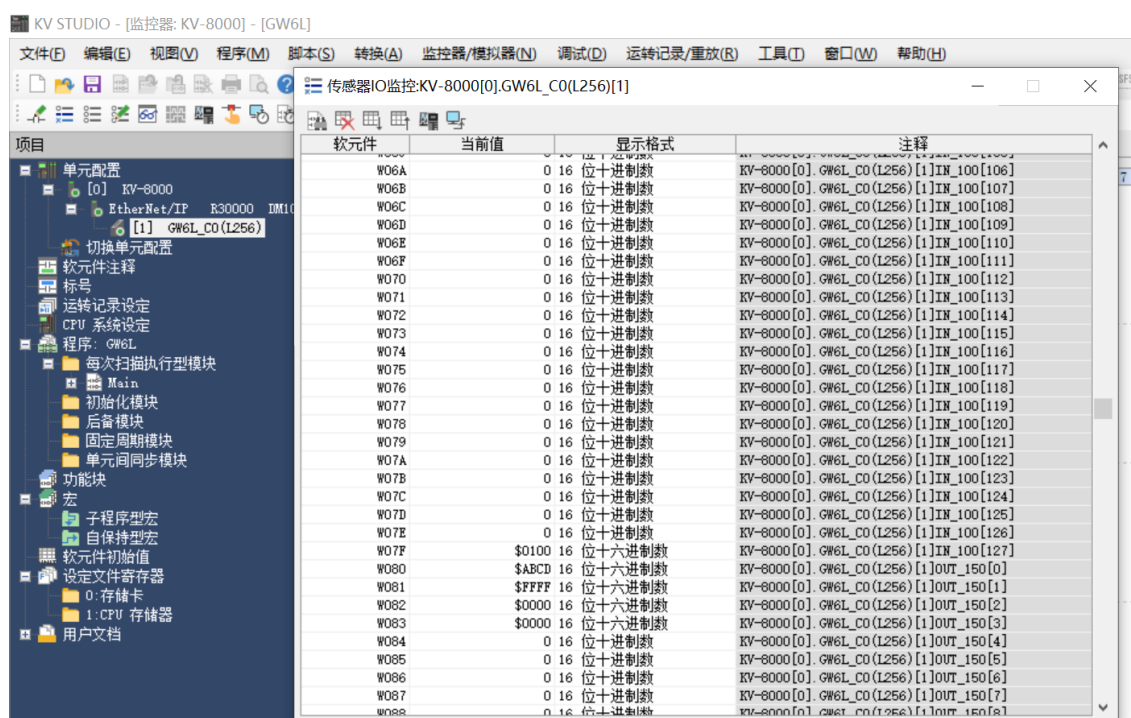 KV STUDIO - [监控器: KV-8000] - [GW6L]
文件(F) 编辑(E) 视图(V) 程序(M) 脚本(S) 转换(A) 监控器/模拟器(N) 调试(D) 运转记录/重放(R) 工具(T) 窗口(W) 帮助(H)
传感器IO监控:KV-8000[0].GW6L_C0(L256)[1]
项目
单元配置
[0] KV-8000
EtherNet/IP R30000 DM10
[1] GW6L_C0(L256)
切换单元配置
软元件注释
标号
运转记录设定
CPU 系统设定
程序: GW6L
每次扫描执行型模块
Main
初始化模块
后备模块
固定周期模块
单元间同步模块
功能块
宏
子程序型宏
自保持型宏
软元件初始值
设定文件寄存器
0:存储卡
1:CPU 存储器
用户文档
软元件 当前值 显示格式 注释
W06A 0 16 位十进制数 KV-8000[0].GW6L_C0(L256)[1]IN_100[106]
W06B 0 16 位十进制数 KV-8000[0].GW6L_C0(L256)[1]IN_100[107]
W06C 0 16 位十进制数 KV-8000[0].GW6L_C0(L256)[1]IN_100[108]
W06D 0 16 位十进制数 KV-8000[0].GW6L_C0(L256)[1]IN_100[109]
W06E 0 16 位十进制数 KV-8000[0].GW6L_C0(L256)[1]IN_100[110]
W06F 0 16 位十进制数 KV-8000[0].GW6L_C0(L256)[1]IN_100[111]
W070 0 16 位十进制数 KV-8000[0].GW6L_C0(L256)[1]IN_100[112]
W071 0 16 位十进制数 KV-8000[0].GW6L_C0(L256)[1]IN_100[113]
W072 0 16 位十进制数 KV-8000[0].GW6L_C0(L256)[1]IN_100[114]
W073 0 16 位十进制数 KV-8000[0].GW6L_C0(L256)[1]IN_100[115]
W074 0 16 位十进制数 KV-8000[0].GW6L_C0(L256)[1]IN_100[116]
W075 0 16 位十进制数 KV-8000[0].GW6L_C0(L256)[1]IN_100[117]
W076 0 16 位十进制数 KV-8000[0].GW6L_C0(L256)[1]IN_100[118]
W077 0 16 位十进制数 KV-8000[0].GW6L_C0(L256)[1]IN_100[119]
W078 0 16 位十进制数 KV-8000[0].GW6L_C0(L256)[1]IN_100[120]
W079 0 16 位十进制数 KV-8000[0].GW6L_C0(L256)[1]IN_100[121]
W07A 0 16 位十进制数 KV-8000[0].GW6L_C0(L256)[1]IN_100[122]
W07B 0 16 位十进制数 KV-8000[0].GW6L_C0(L256)[1]IN_100[123]
W07C 0 16 位十进制数 KV-8000[0].GW6L_C0(L256)[1]IN_100[124]
W07D 0 16 位十进制数 KV-8000[0].GW6L_C0(L256)[1]IN_100[125]
W07E 0 16 位十进制数 KV-8000[0].GW6L_C0(L256)[1]IN_100[126]
W07F $0100 16 位十六进制数 KV-8000[0].GW6L_C0(L256)[1]IN_100[127]
W080 $ABCD 16 位十六进制数 KV-8000[0].GW6L_C0(L256)[1]OUT_150[0]
W081 $FFFF 16 位十六进制数 KV-8000[0].GW6L_C0(L256)[1]OUT_150[1]
W082 $0000 16 位十六进制数 KV-8000[0].GW6L_C0(L256)[1]OUT_150[2]
W083 $0000 16 位十六进制数 KV-8000[0].GW6L_C0(L256)[1]OUT_150[3]
W084 0 16 位十进制数 KV-8000[0].GW6L_C0(L256)[1]OUT_150[4]
W085 0 16 位十进制数 KV-8000[0].GW6L_C0(L256)[1]OUT_150[5]
W086 0 16 位十进制数 KV-8000[0].GW6L_C0(L256)[1]OUT_150[6]
W087 0 16 位十进制数 KV-8000[0].GW6L_C0(L256)[1]OUT_150[7]
W088 0 16 位十进制数 KV-8000[0].GW6L_C0(L256)[1]OUT_150[8]